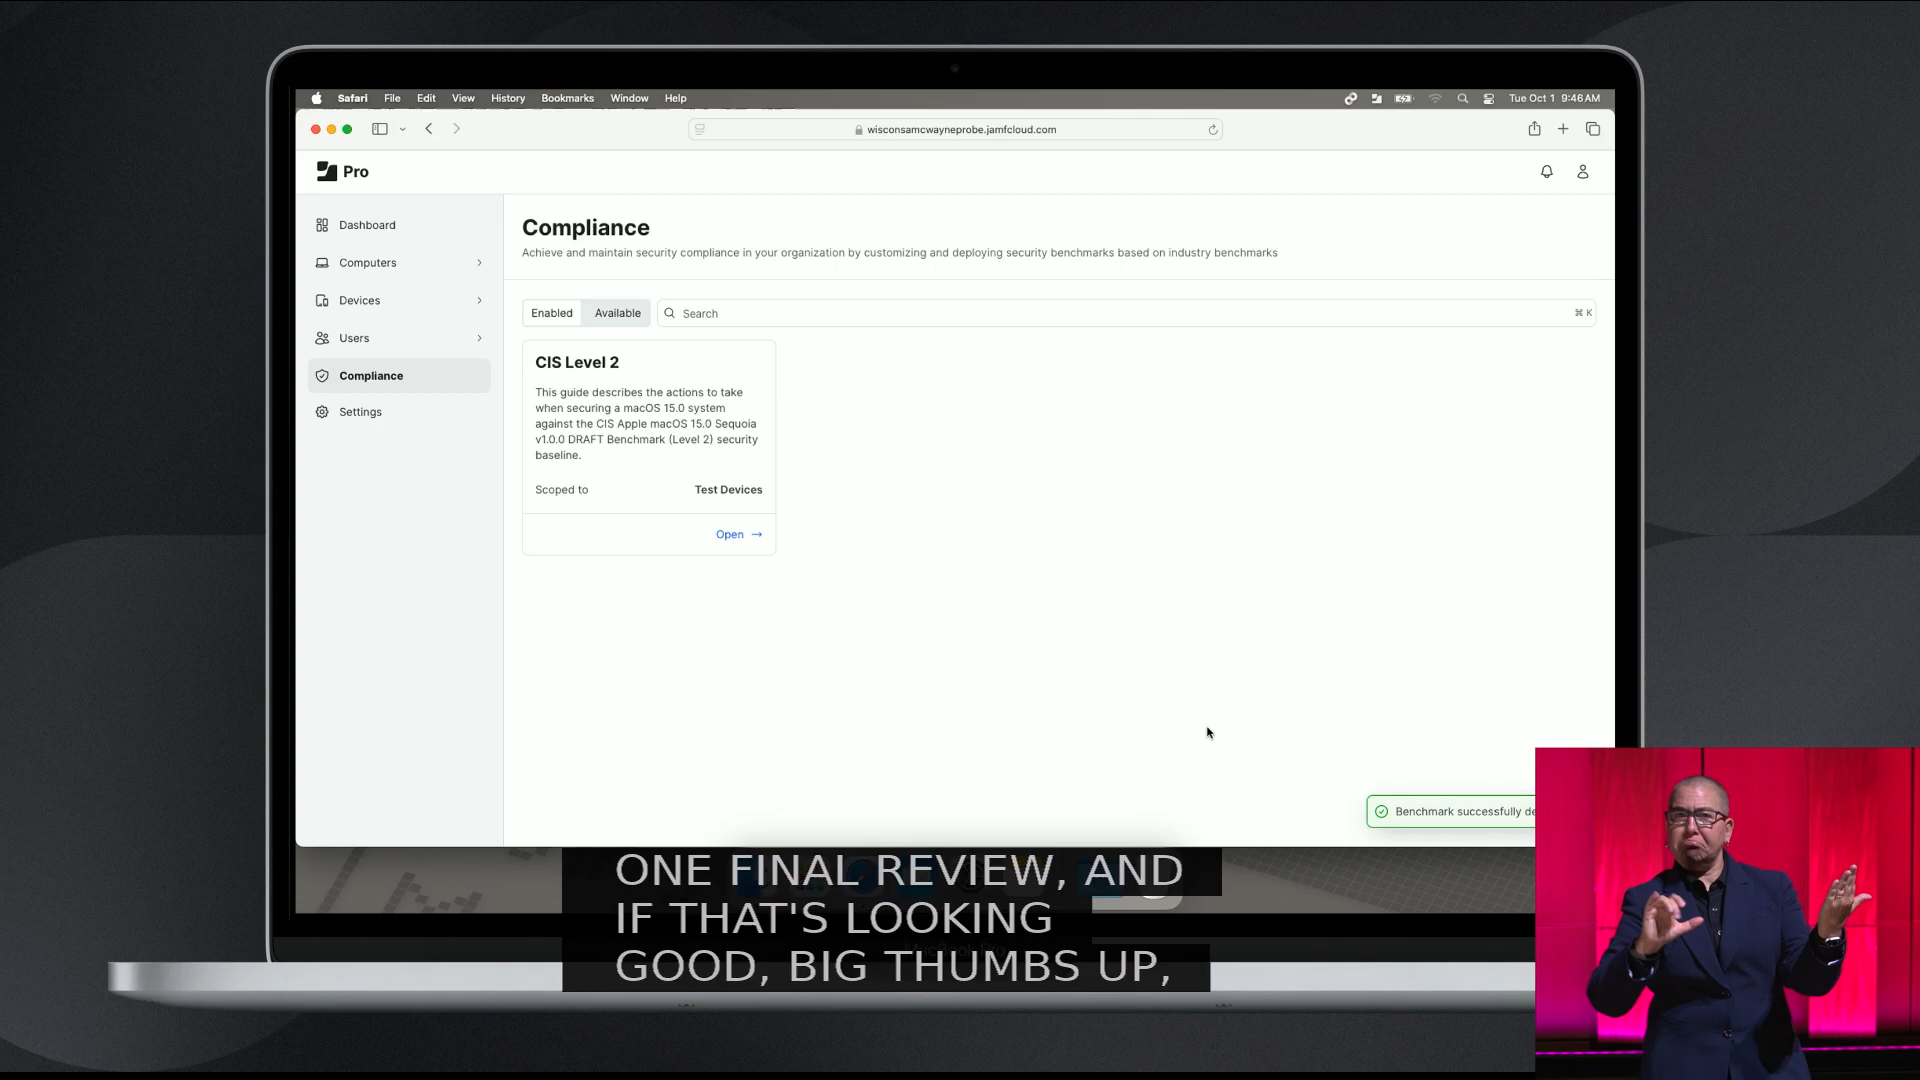 Safari File Edit View History Bookmarks Window Help Tue Oct 1 9:46 AM
wisconsamcwayneprobe.jamfcloud.com
Pro
Dashboard
Computers
Devices
Users
Compliance
Settings
Compliance
Achieve and maintain security compliance in your organization by customizing and deploying security benchmarks based on industry benchmarks
Enabled Available Search ⌘ K
CIS Level 2
This guide describes the actions to take
when securing a macOS 15.0 system
against the CIS Apple macOS 15.0 Sequoia
v1.0.0 DRAFT Benchmark (Level 2) security
baseline.
Scoped to Test Devices
Open →
Benchmark successfully de
ONE FINAL REVIEW, AND
IF THAT'S LOOKING
GOOD, BIG THUMBS UP,
MacBook Pro